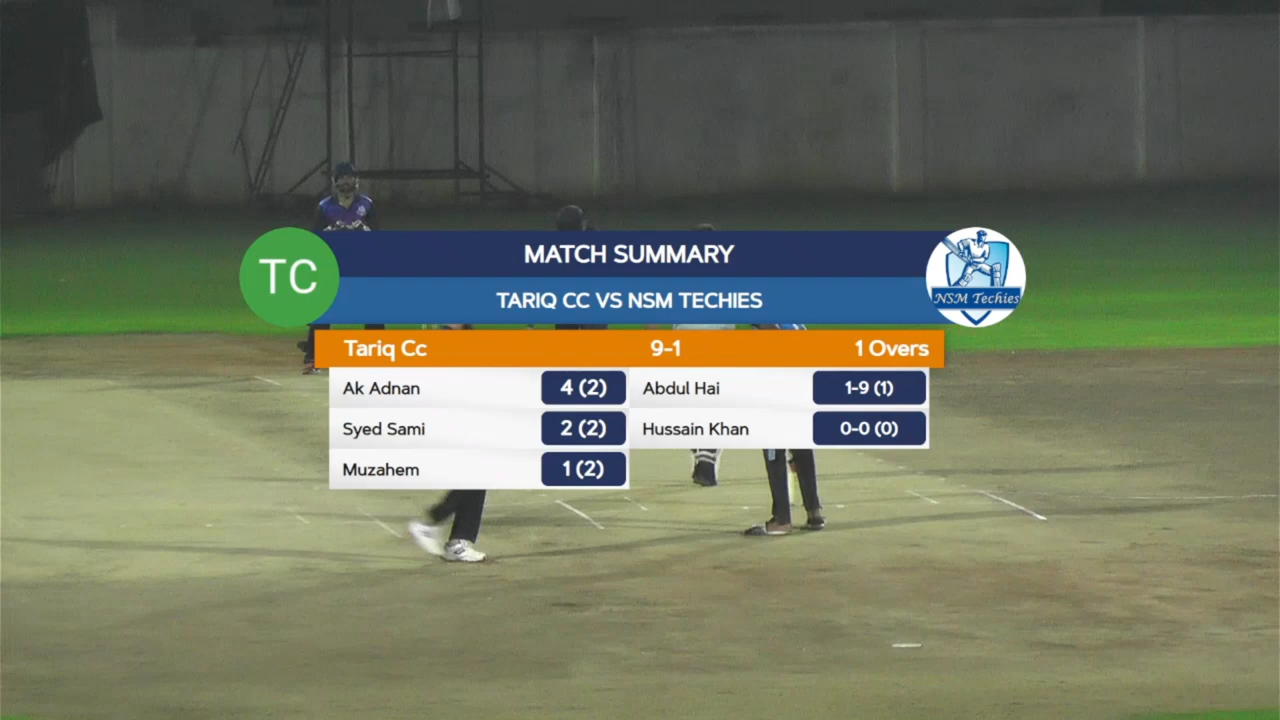 TC
MATCH SUMMARY
NSM Techies
TARIQ CC VS NSM TECHIES
Tariq Cc 9-1 1 Overs
Ak Adnan 4 (2) Abdul Hai 1-9 (1)
Syed Sami 2 (2) Hussain Khan 0-0 (0)
Muzahem 1 (2)